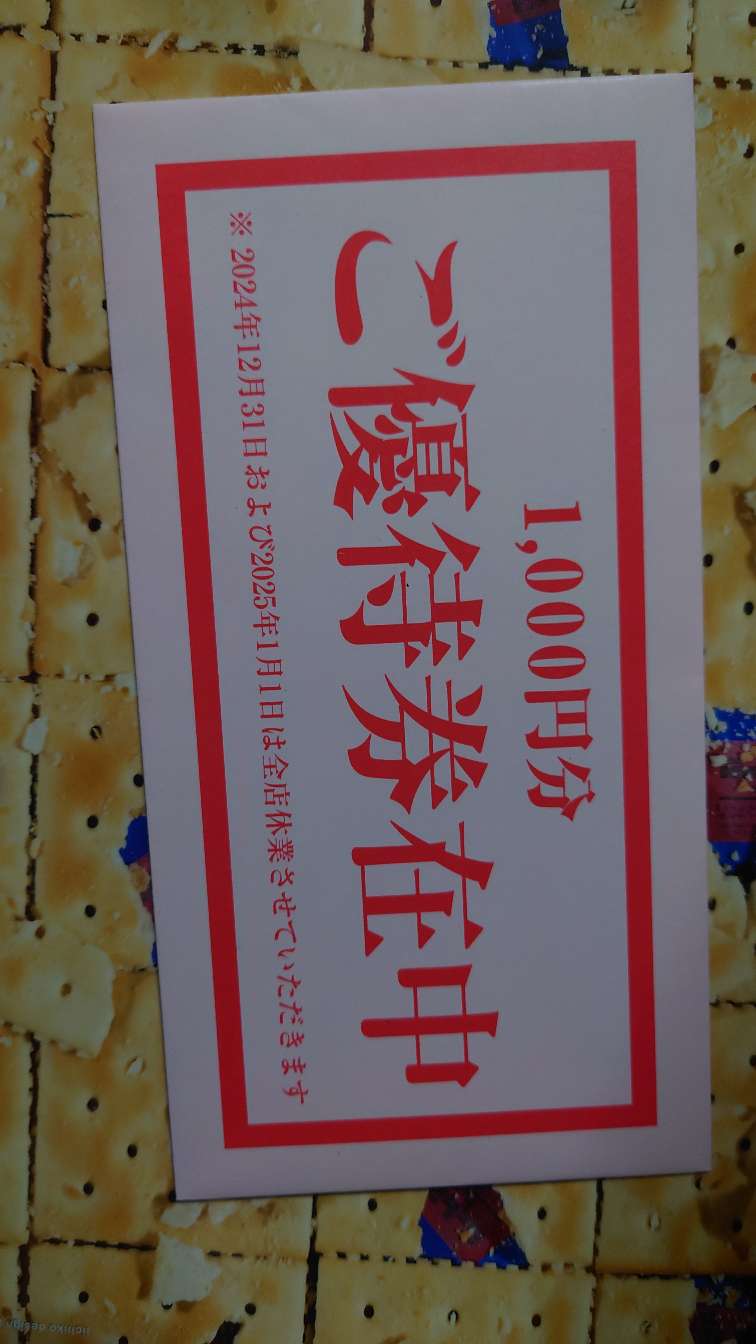 1,000円分
ご優待券在中
※ 2024年12月31日および2025年1月1日は全店休業させていただきます